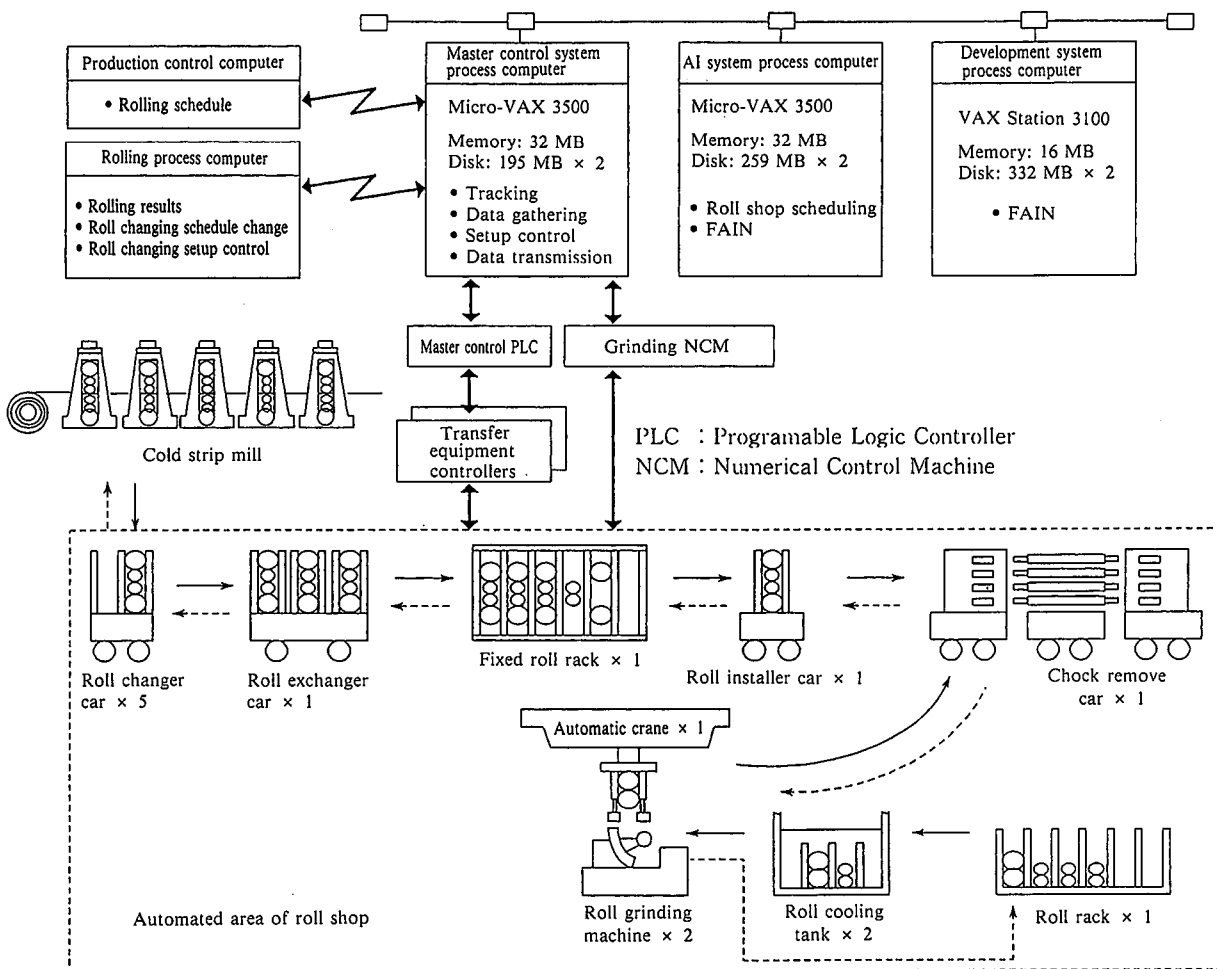 Production control computer
• Rolling schedule
Rolling process computer
• Rolling results
• Roll changing schedule change
• Roll changing setup control
Master control system
process computer
Micro-VAX 3500
Memory: 32 MB
Disk: 195 MB × 2
• Tracking
• Data gathering
• Setup control
• Data transmission
AI system process computer
Micro-VAX 3500
Memory: 32 MB
Disk: 259 MB × 2
• Roll shop scheduling
• FAIN
Development system
process computer
VAX Station 3100
Memory: 16 MB
Disk: 332 MB × 2
• FAIN
Master control PLC
Grinding NCM
Transfer
equipment
controllers
PLC : Programable Logic Controller
NCM : Numerical Control Machine
Cold strip mill
Roll changer
car × 5
Roll exchanger
car × 1
Fixed roll rack × 1
Roll installer car × 1
Chock remove
car × 1
Automatic crane × 1
Roll grinding
machine × 2
Roll cooling
tank × 2
Roll rack × 1
Automated area of roll shop